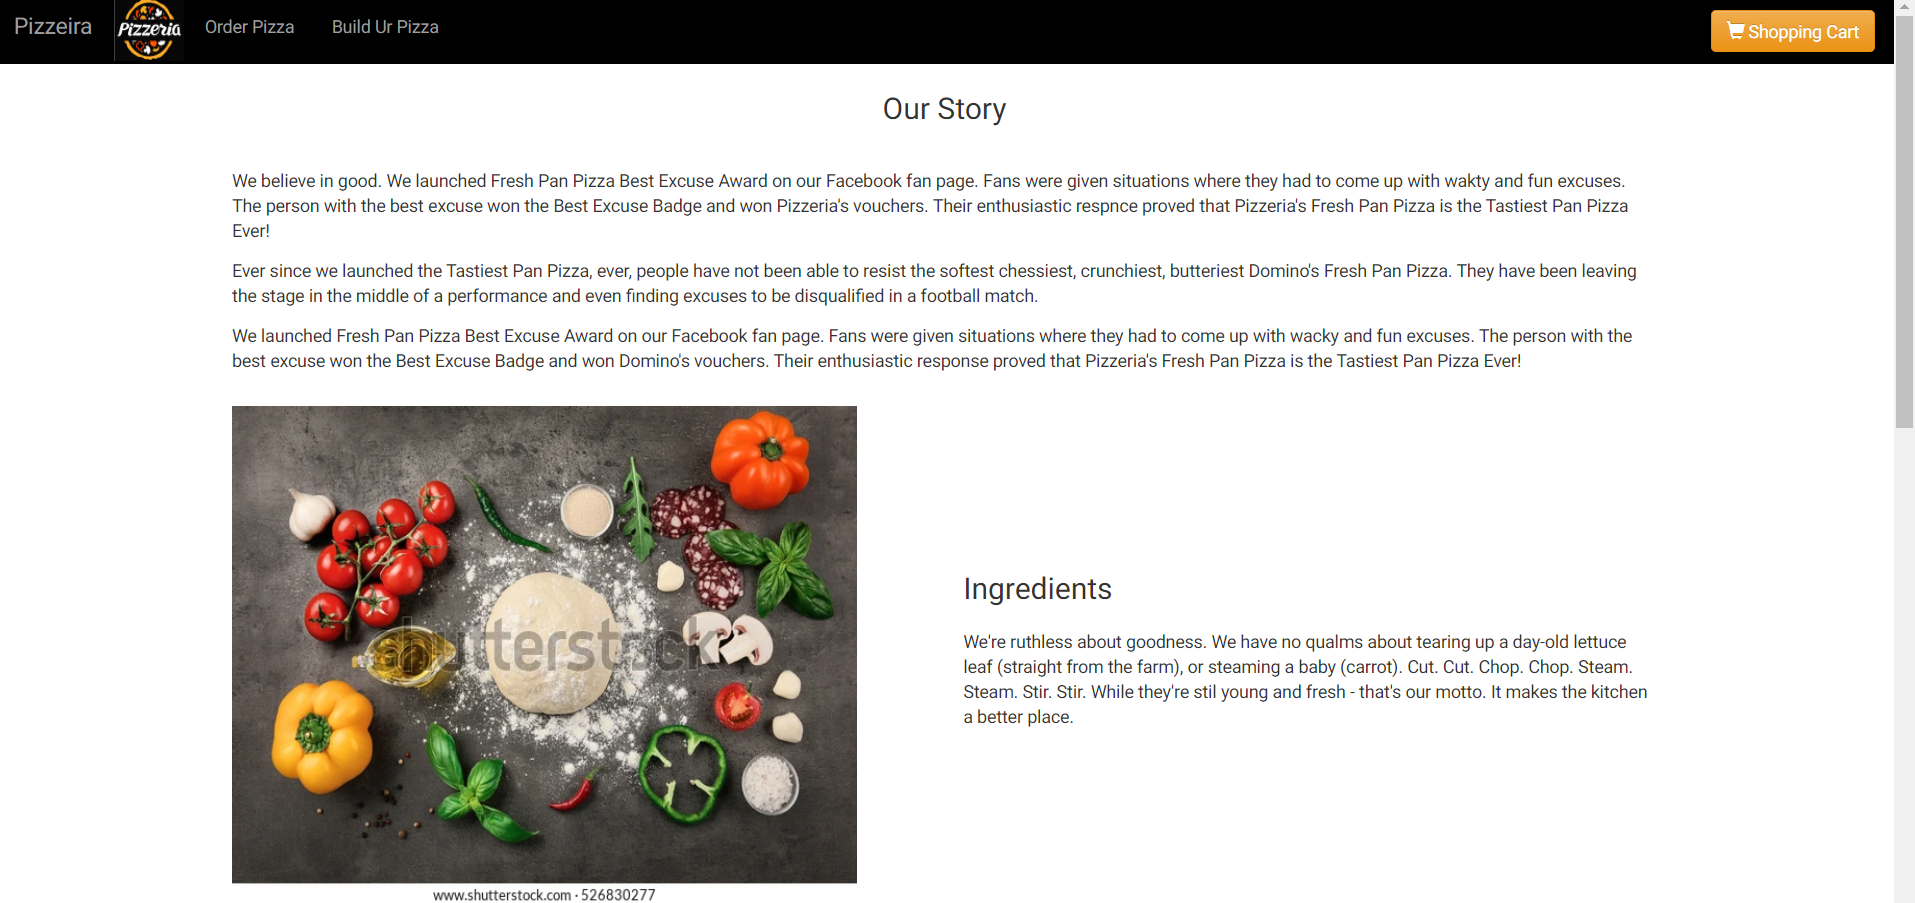 Pizzeira
Pizzeria
Order Pizza
Build Ur Pizza
Shopping Cart
Our Story
We believe in good. We launched Fresh Pan Pizza Best Excuse Award on our Facebook fan page. Fans were given situations where they had to come up with wakty and fun excuses.
The person with the best excuse won the Best Excuse Badge and won Pizzeria's vouchers. Their enthusiastic respnce proved that Pizzeria's Fresh Pan Pizza is the Tastiest Pan Pizza
Ever!
Ever since we launched the Tastiest Pan Pizza, ever, people have not been able to resist the softest chessiest, crunchiest, butteriest Domino's Fresh Pan Pizza. They have been leaving
the stage in the middle of a performance and even finding excuses to be disqualified in a football match.
We launched Fresh Pan Pizza Best Excuse Award on our Facebook fan page. Fans were given situations where they had to come up with wacky and fun excuses. The person with the
best excuse won the Best Excuse Badge and won Domino's vouchers. Their enthusiastic response proved that Pizzeria's Fresh Pan Pizza is the Tastiest Pan Pizza Ever!
shutterstock
www.shutterstock.com · 526830277
Ingredients
We're ruthless about goodness. We have no qualms about tearing up a day-old lettuce
leaf (straight from the farm), or steaming a baby (carrot). Cut. Cut. Chop. Chop. Steam.
Steam. Stir. Stir. While they're stil young and fresh - that's our motto. It makes the kitchen
a better place.